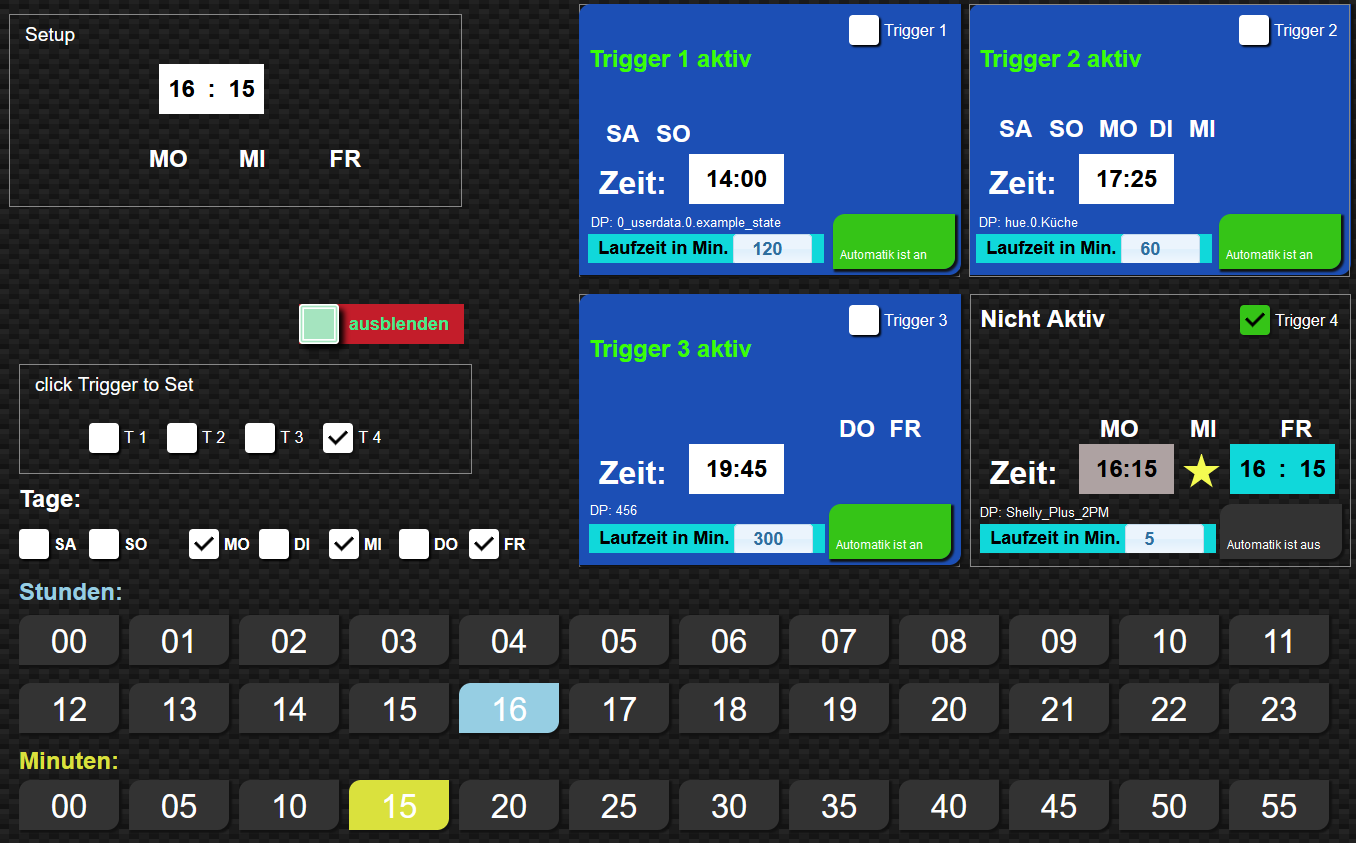 Setup
16 : 15
MO MI FR
Trigger 1
Trigger 1 aktiv
SA SO
Zeit: 14:00
DP: 0_userdata.0.example_state
Laufzeit in Min. 120
Automatik ist an
Trigger 2
Trigger 2 aktiv
SA SO MO DI MI
Zeit: 17:25
DP: hue.0.Küche
Laufzeit in Min. 60
Automatik ist an
ausblenden
click Trigger to Set
T 1 T 2 T 3 T 4
Trigger 3
Trigger 3 aktiv
DO FR
Zeit: 19:45
DP: 456
Laufzeit in Min. 300
Automatik ist an
Nicht Aktiv Trigger 4
MO MI FR
Zeit: 16:15 16 : 15
DP: Shelly_Plus_2PM
Laufzeit in Min. 5
Automatik ist aus
Tage:
SA SO MO DI MI DO FR
Stunden:
00 01 02 03 04 05 06 07 08 09 10 11
12 13 14 15 16 17 18 19 20 21 22 23
Minuten:
00 05 10 15 20 25 30 35 40 45 50 55